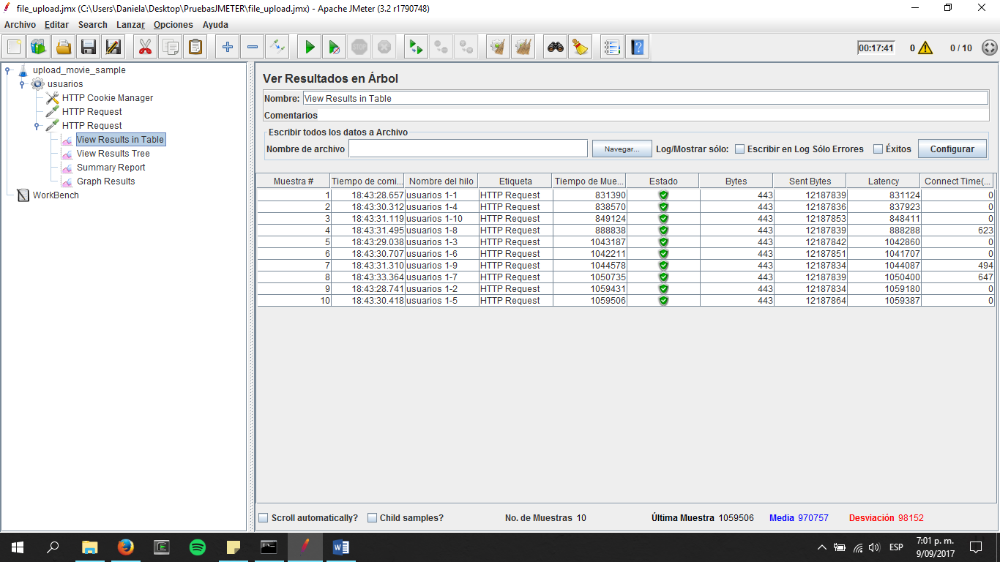 file_upload.jmx (C:\Users\Daniela\Desktop\PruebasJMETER\file_upload.jmx) - Apache JMeter (3.2 r1790748)
Archivo Editar Search Lanzar Opciones Ayuda
00:17:41 0 0 / 10
upload_movie_sample
usuarios
HTTP Cookie Manager
HTTP Request
HTTP Request
View Results in Table
View Results Tree
Summary Report
Graph Results
WorkBench
Ver Resultados en Árbol
Nombre: View Results in Table
Comentarios
Escribir todos los datos a Archivo
Nombre de archivo Navegar... Log/Mostrar sólo: Escribir en Log Sólo Errores Éxitos Configurar
Muestra # Tiempo de comi... Nombre del hilo Etiqueta Tiempo de Mue... Estado Bytes Sent Bytes Latency Connect Time(...
1 18:43:28.657 usuarios 1-1 HTTP Request 831390 443 12187839 831124 0
2 18:43:30.312 usuarios 1-4 HTTP Request 838570 443 12187836 837923 0
3 18:43:31.119 usuarios 1-10 HTTP Request 849124 443 12187853 848411 0
4 18:43:31.495 usuarios 1-8 HTTP Request 888838 443 12187839 888288 623
5 18:43:29.038 usuarios 1-3 HTTP Request 1043187 443 12187842 1042860 0
6 18:43:30.707 usuarios 1-6 HTTP Request 1042211 443 12187851 1041707 0
7 18:43:31.310 usuarios 1-9 HTTP Request 1044578 443 12187834 1044087 494
8 18:43:33.364 usuarios 1-7 HTTP Request 1050735 443 12187839 1050400 647
9 18:43:28.741 usuarios 1-2 HTTP Request 1059431 443 12187834 1059180 0
10 18:43:30.418 usuarios 1-5 HTTP Request 1059506 443 12187864 1059387 0
Scroll automatically? Child samples? No. de Muestras 10 Última Muestra 1059506 Media 970757 Desviación 98152
ESP
7:01 p. m.
9/09/2017